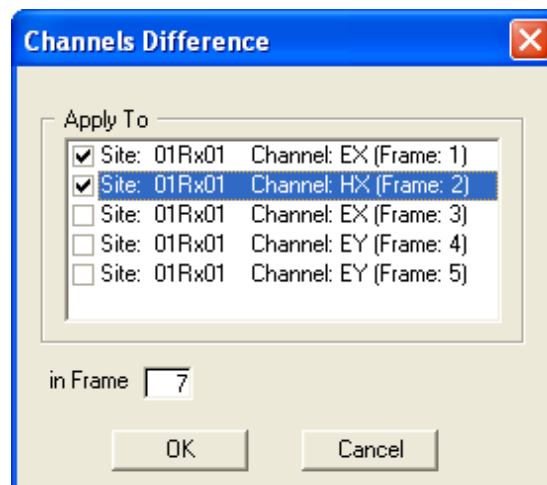 Channels Difference
Apply To
Site: 01Rx01 Channel: EX (Frame: 1)
Site: 01Rx01 Channel: HX (Frame: 2)
Site: 01Rx01 Channel: EX (Frame: 3)
Site: 01Rx01 Channel: EY (Frame: 4)
Site: 01Rx01 Channel: EY (Frame: 5)
in Frame 7
OK Cancel